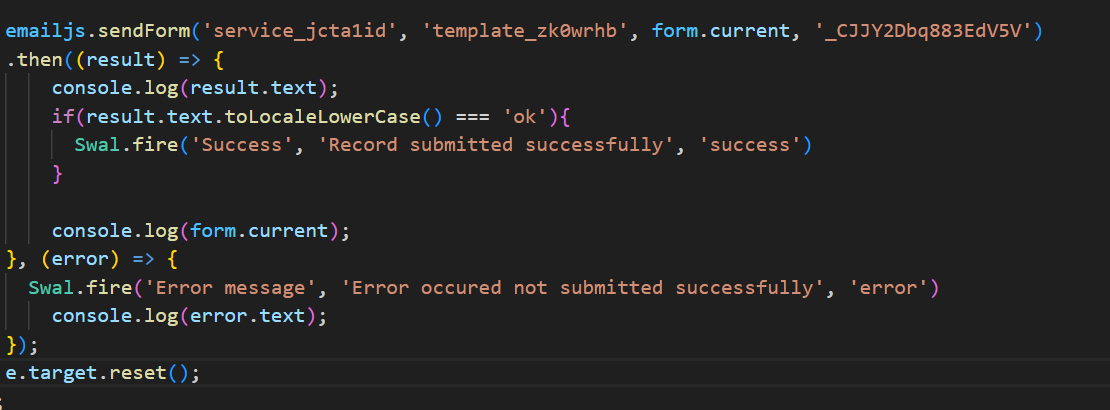 emailjs.sendForm('service_jcta1id', 'template_zk0wrhb', form.current, '_CJJY2Dbq883EdV5V')
.then((result) => {
console.log(result.text);
if(result.text.toLocaleLowerCase() === 'ok'){
Swal.fire('Success', 'Record submitted successfully', 'success')
}
console.log(form.current);
}, (error) => {
Swal.fire('Error message', 'Error occured not submitted successfully', 'error')
console.log(error.text);
});
e.target.reset();